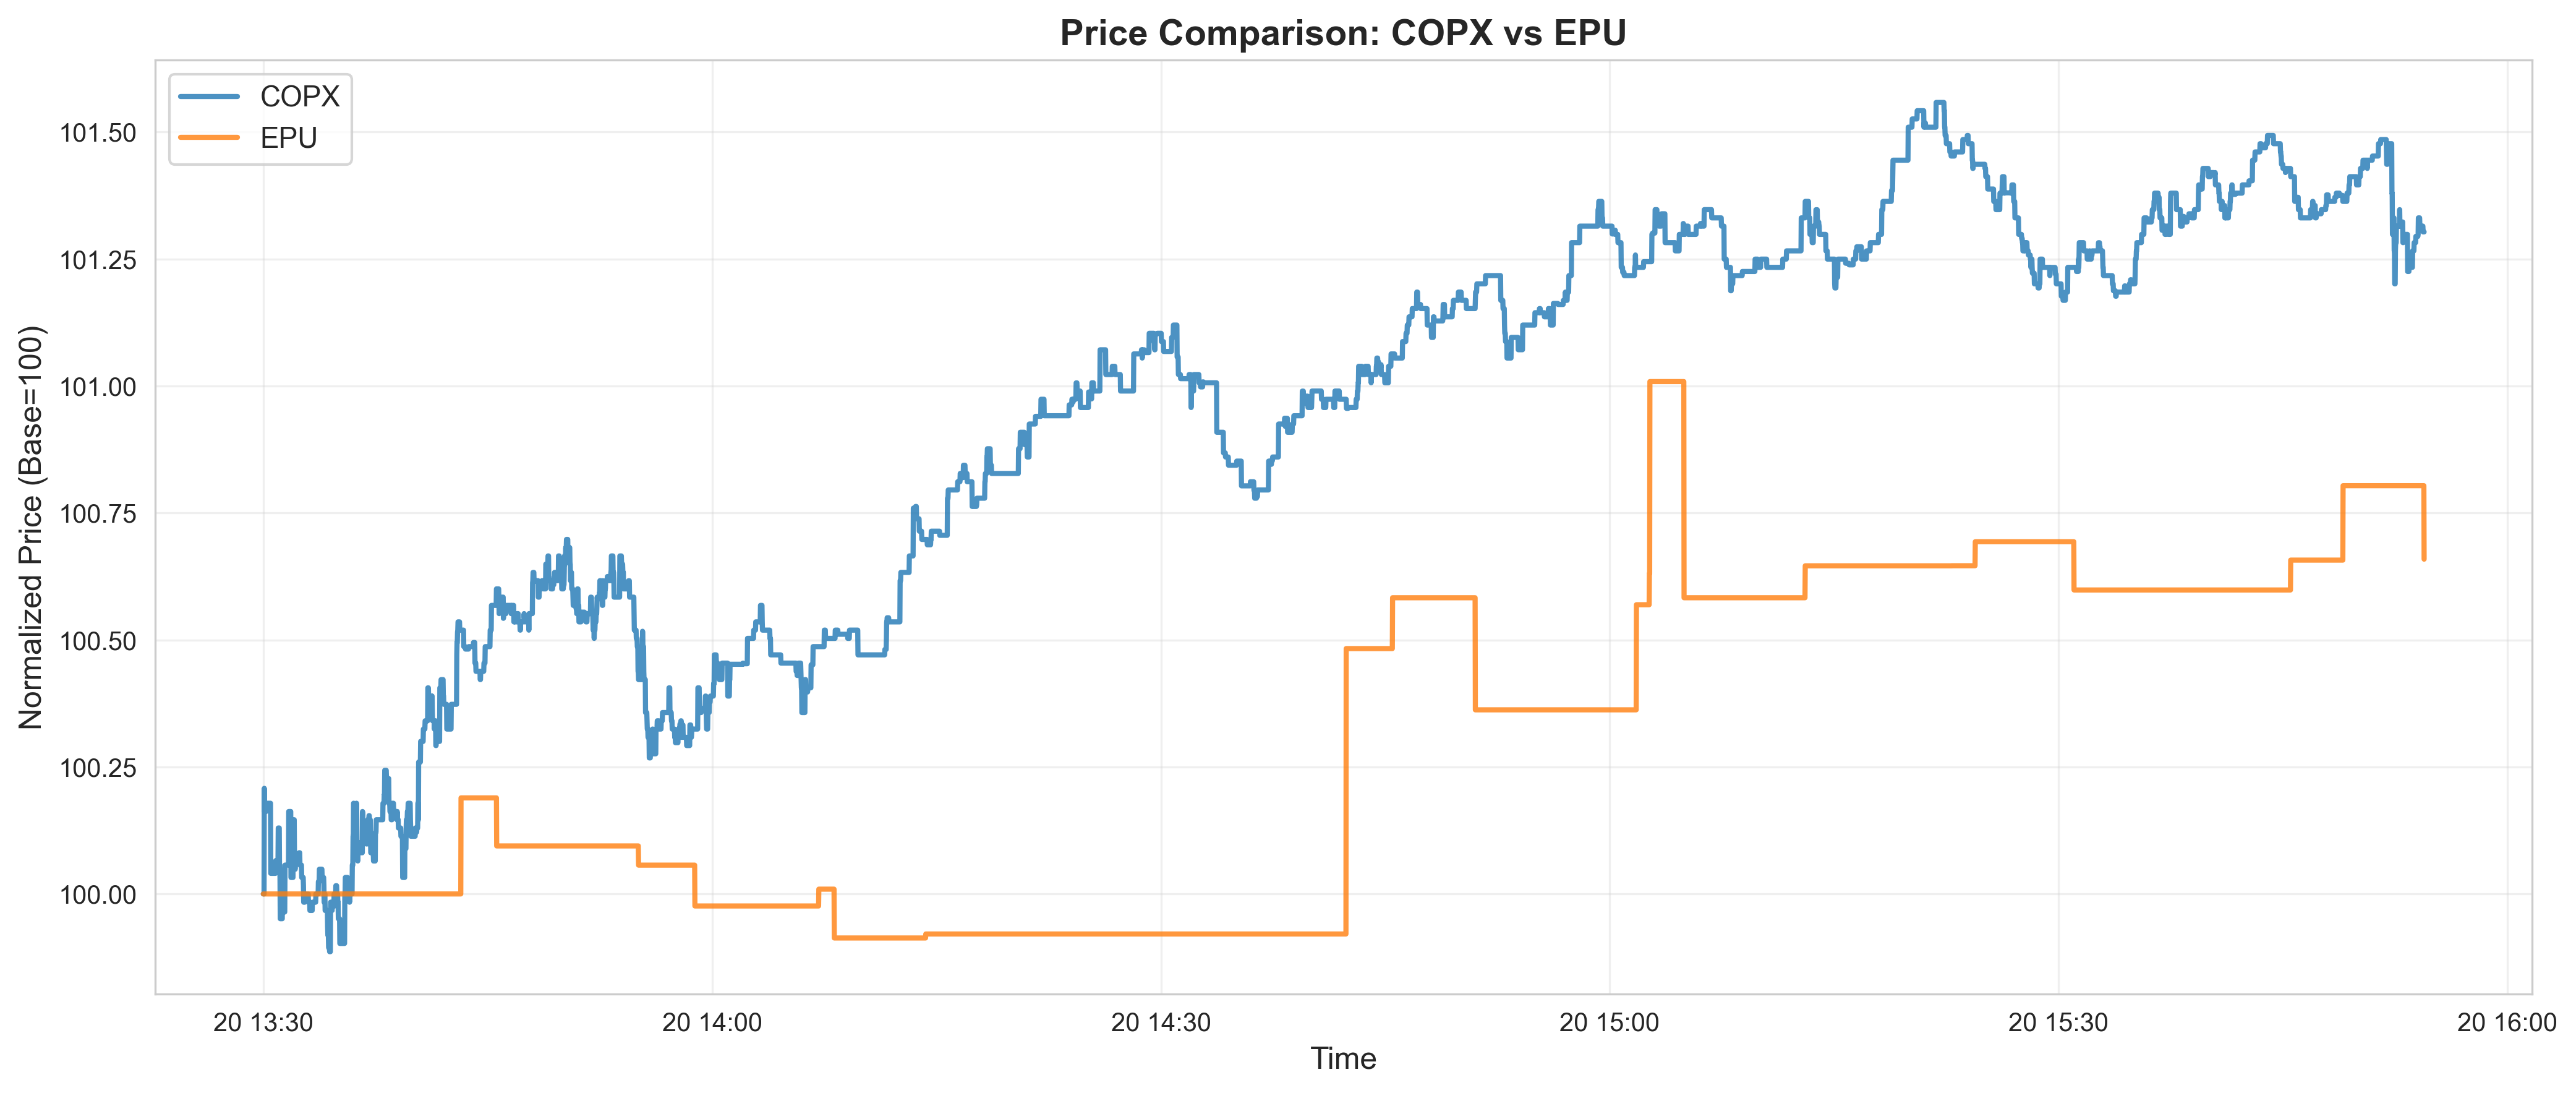 Price Comparison: COPX vs EPU
COPX
EPU
Normalized Price (Base=100)
101.50
101.25
101.00
100.75
100.50
100.25
100.00
20 13:30
20 14:00
20 14:30
20 15:00
20 15:30
20 16:00
Time